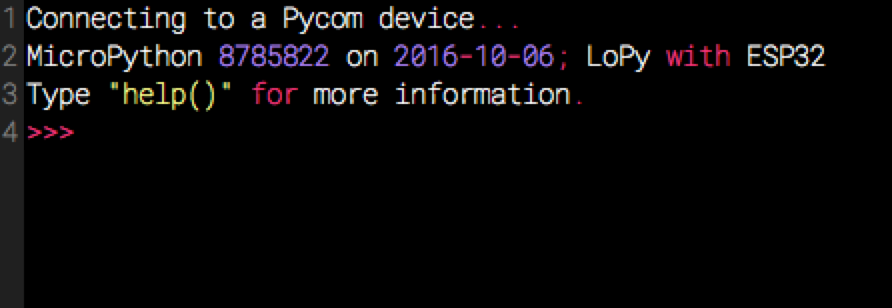 1 Connecting to a Pycom device...
2 MicroPython 8785822 on 2016-10-06; LoPy with ESP32
3 Type "help()" for more information.
4 >>>